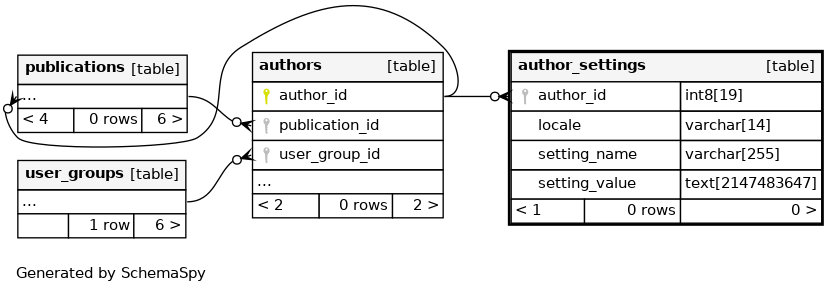 publications [table]
...
< 4 0 rows 6 >
user_groups [table]
...
1 row 6 >
authors [table]
author_id
publication_id
user_group_id
...
< 2 0 rows 2 >
author_settings [table]
author_id int8[19]
locale varchar[14]
setting_name varchar[255]
setting_value text[2147483647]
< 1 0 rows 0 >
Generated by SchemaSpy